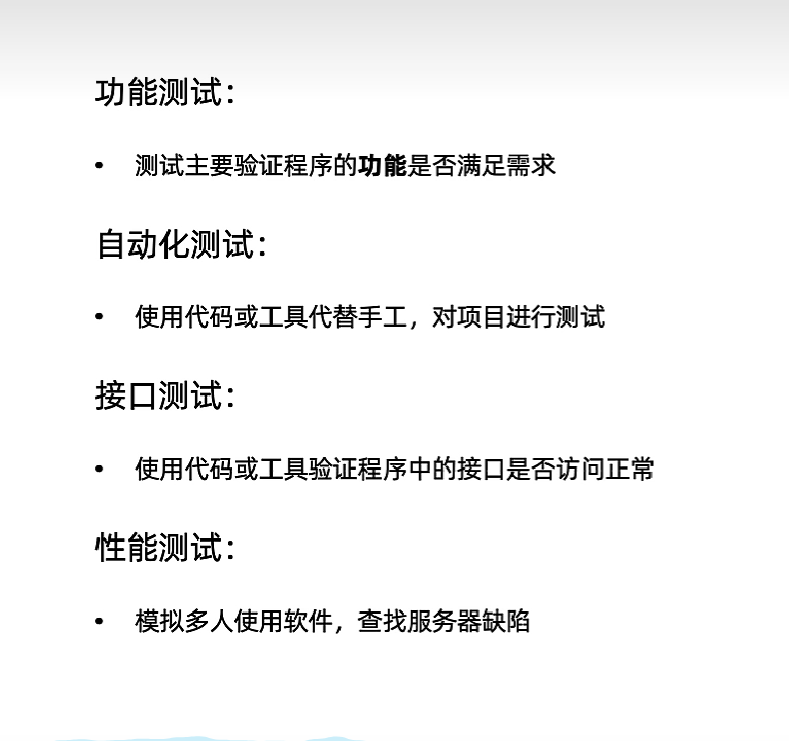 功能测试：
• 测试主要验证程序的功能是否满足需求
自动化测试：
• 使用代码或工具代替手工，对项目进行测试
接口测试：
• 使用代码或工具验证程序中的接口是否访问正常
性能测试：
• 模拟多人使用软件，查找服务器缺陷